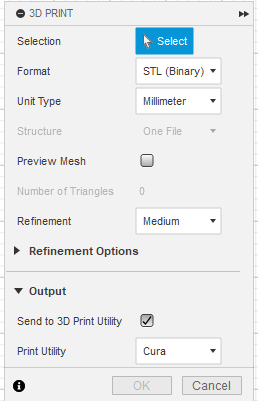 3D PRINT
Selection Select
Format STL (Binary)
Unit Type Millimeter
Structure One File
Preview Mesh
Number of Triangles 0
Refinement Medium
Refinement Options
Output
Send to 3D Print Utility
Print Utility Cura
OK Cancel